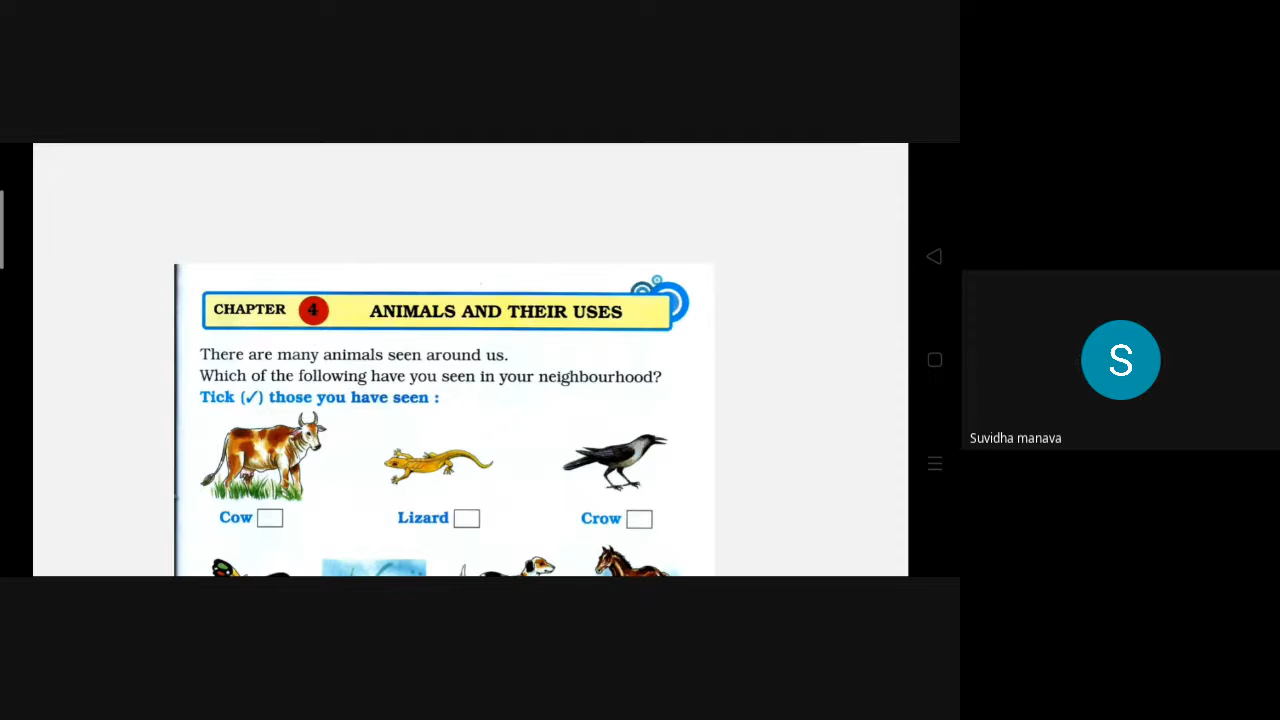 CHAPTER 4 ANIMALS AND THEIR USES
There are many animals seen around us.
Which of the following have you seen in your neighbourhood?
Tick (✓) those you have seen :
Cow Lizard Crow
S
Suvidha manava